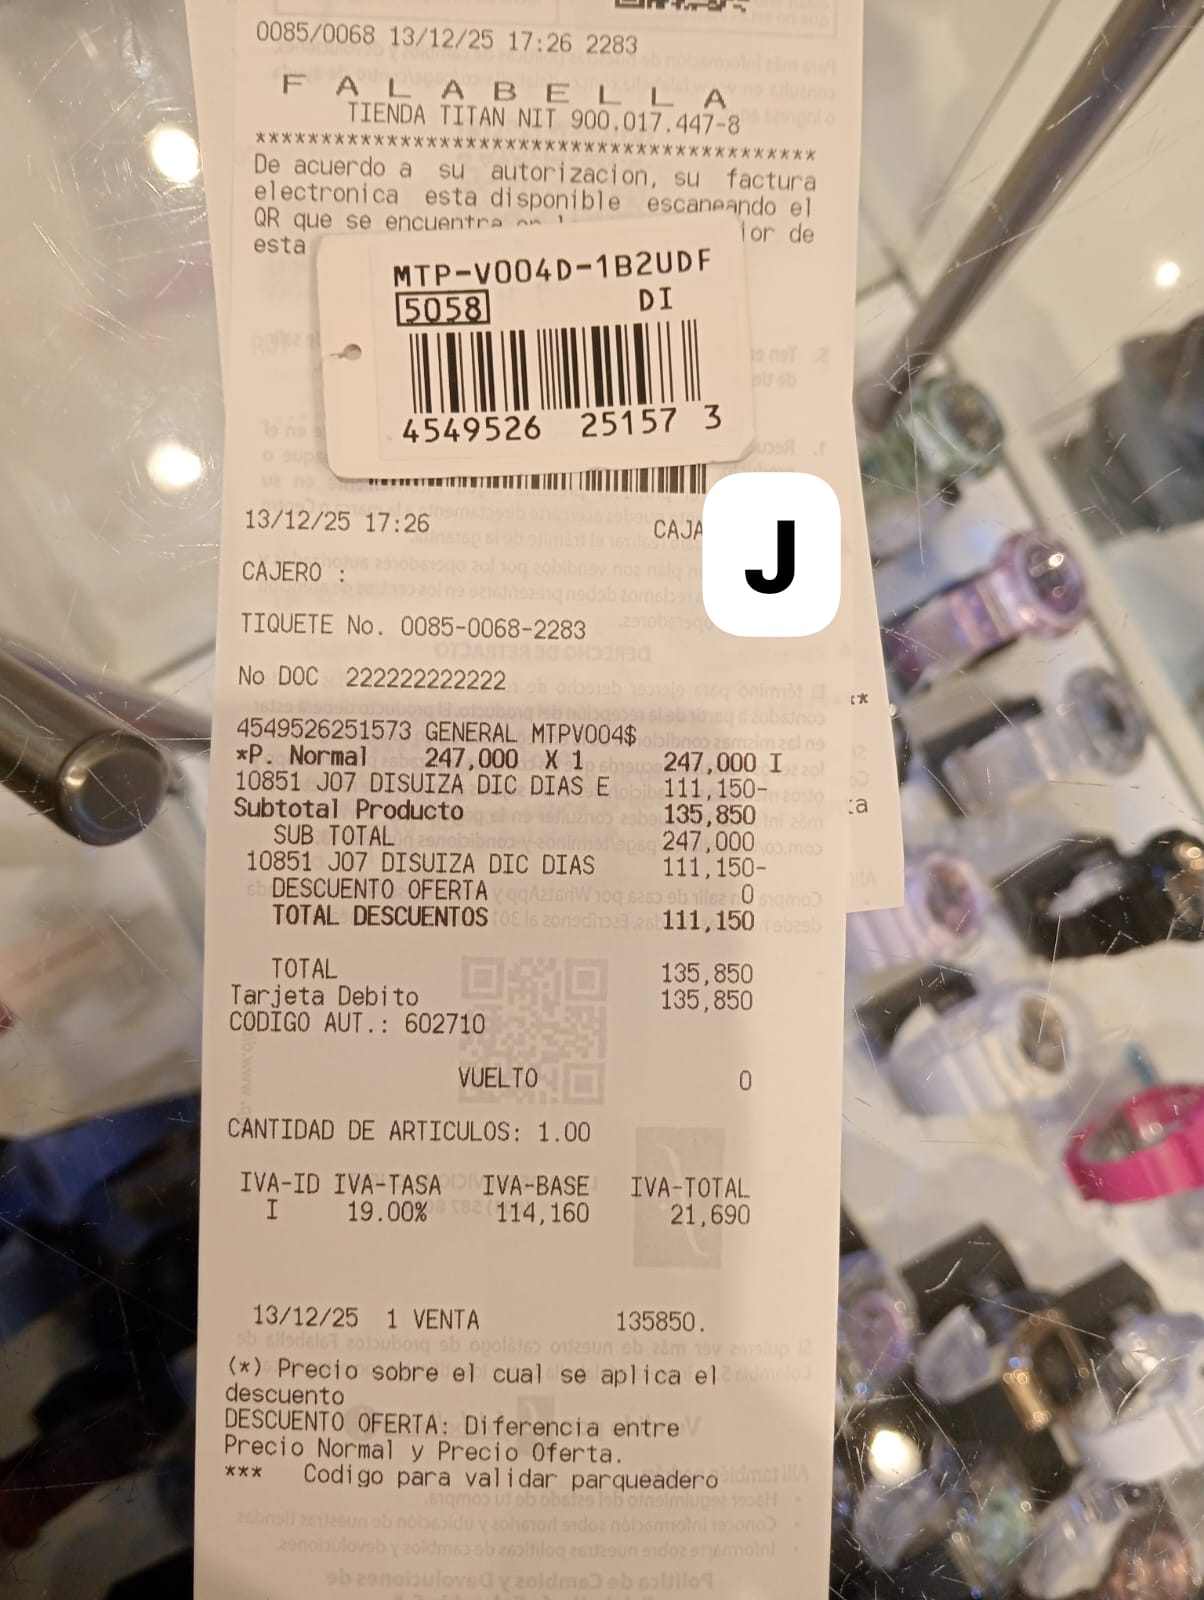 0085/0068 13/12/25 17:26 2283
F A L A B E L L A
TIENDA TITAN NIT 900.017.447-8
*******************************************
De acuerdo a su autorizacion, su factura
electronica esta disponible escaneando el
QR que se encuentra en
esta
MTP-V004D-1B2UDF
5058 DI
4549526 25157 3
13/12/25 17:26 CAJA
J
CAJERO :
TIQUETE No. 0085-0068-2283
No DOC 222222222222
4549526251573 GENERAL MTPV004$
*P. Normal 247,000 X 1 247,000 I
10851 J07 DISUIZA DIC DIAS E 111,150-
Subtotal Producto 135,850
SUB TOTAL 247,000
10851 J07 DISUIZA DIC DIAS 111,150-
DESCUENTO OFERTA 0
TOTAL DESCUENTOS 111,150
TOTAL 135,850
Tarjeta Debito 135,850
CODIGO AUT.: 602710
VUELTO 0
CANTIDAD DE ARTICULOS: 1.00
IVA-ID IVA-TASA IVA-BASE IVA-TOTAL
I 19.00% 114,160 21,690
13/12/25 1 VENTA 135850.
(*) Precio sobre el cual se aplica el
descuento
DESCUENTO OFERTA: Diferencia entre
Precio Normal y Precio Oferta.
*** Codigo para validar parqueadero